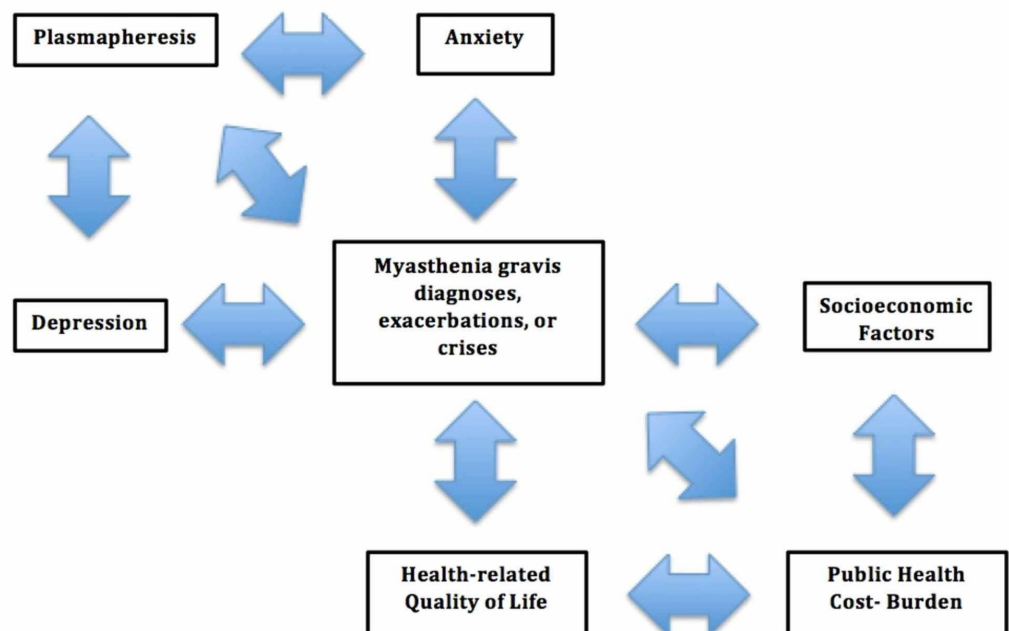 Plasmapheresis
Anxiety
Myasthenia gravis
diagnoses,
exacerbations, or
crises
Depression
Socioeconomic
Factors
Health-related
Quality of Life
Public Health
Cost- Burden